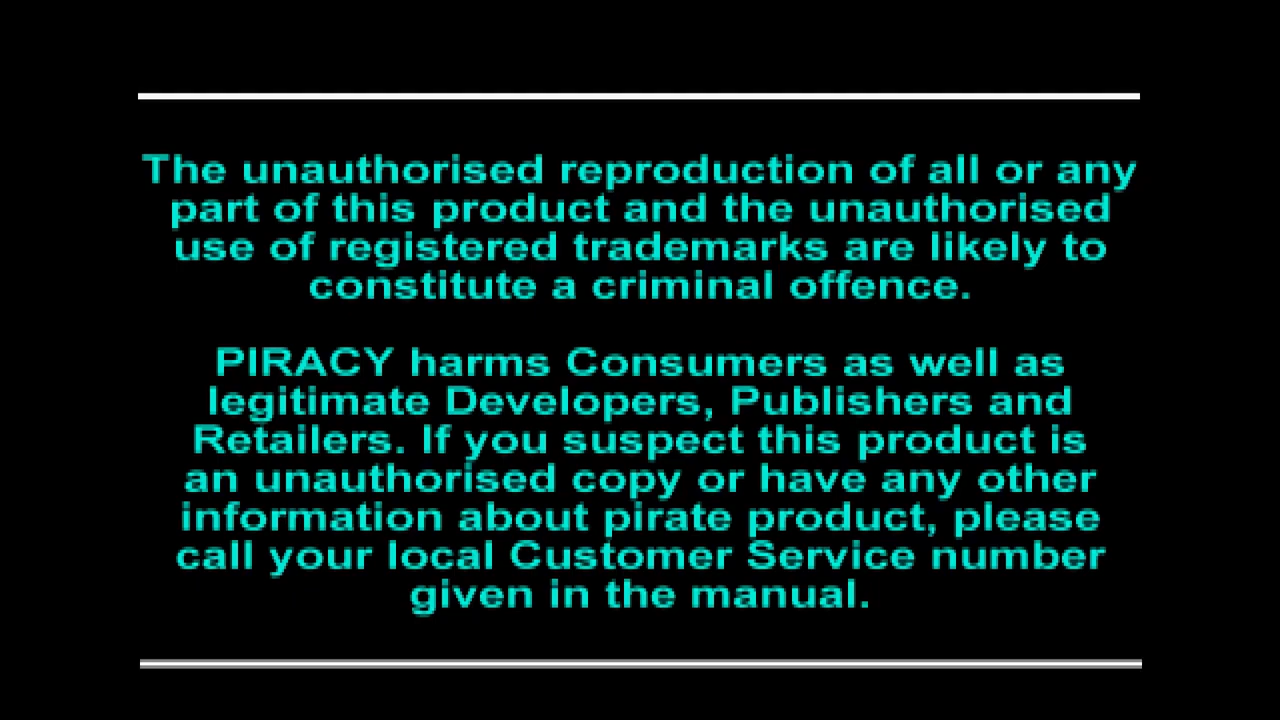 The unauthorised reproduction of all or any
part of this product and the unauthorised
use of registered trademarks are likely to
constitute a criminal offence.
PIRACY harms Consumers as well as
legitimate Developers, Publishers and
Retailers. If you suspect this product is
an unauthorised copy or have any other
information about pirate product, please
call your local Customer Service number
given in the manual.